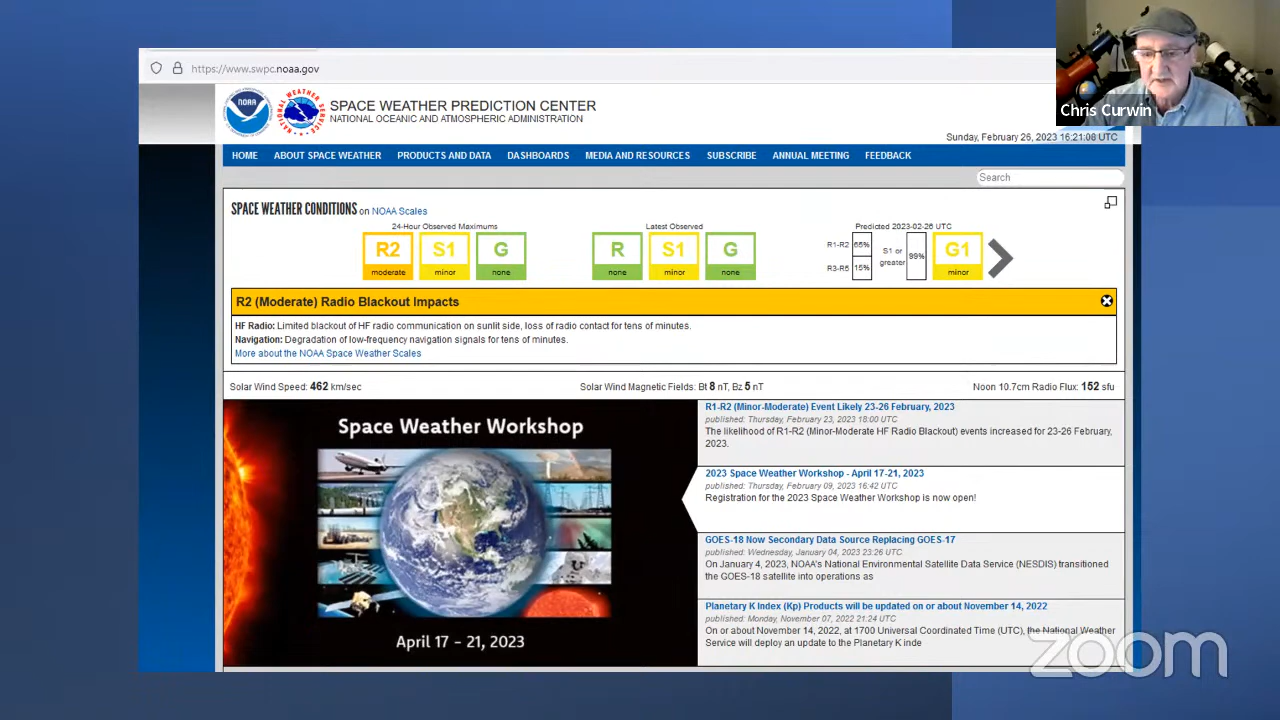 Chris Curwin
https://www.swpc.noaa.gov
NOAA
NATIONAL WEATHER SERVICE
SPACE WEATHER PREDICTION CENTER
NATIONAL OCEANIC AND ATMOSPHERIC ADMINISTRATION
Sunday, February 26, 2023 16:21:08 UTC
HOME ABOUT SPACE WEATHER PRODUCTS AND DATA DASHBOARDS MEDIA AND RESOURCES SUBSCRIBE ANNUAL MEETING FEEDBACK
Search
SPACE WEATHER CONDITIONS on NOAA Scales
24-Hour Observed Maximums
R2 S1 G
moderate minor none
Latest Observed
R S1 G
none minor none
Predicted 2023-02-26 UTC
R1-R2 65%
R3-R5 15%
S1 or greater 99%
G1
minor
R2 (Moderate) Radio Blackout Impacts
HF Radio: Limited blackout of HF radio communication on sunlit side, loss of radio contact for tens of minutes.
Navigation: Degradation of low-frequency navigation signals for tens of minutes.
More about the NOAA Space Weather Scales
Solar Wind Speed: 462 km/sec
Solar Wind Magnetic Fields: Bt 8 nT, Bz 5 nT
Noon 10.7cm Radio Flux: 152 sfu
Space Weather Workshop
April 17 - 21, 2023
R1-R2 (Minor-Moderate) Event Likely 23-26 February, 2023
published: Thursday, February 23, 2023 18:00 UTC
The likelihood of R1-R2 (Minor-Moderate HF Radio Blackout) events increased for 23-26 February,
2023.
2023 Space Weather Workshop - April 17-21, 2023
published: Thursday, February 09, 2023 16:42 UTC
Registration for the 2023 Space Weather Workshop is now open!
GOES-18 Now Secondary Data Source Replacing GOES-17
published: Wednesday, January 04, 2023 23:26 UTC
On January 4, 2023, NOAA's National Environmental Satellite Data Service (NESDIS) transitioned
the GOES-18 satellite into operations as
Planetary K Index (Kp) Products will be updated on or about November 14, 2022
published: Monday, November 07, 2022 21:24 UTC
On or about November 14, 2022, at 1700 Universal Coordinated Time (UTC), the National Weather
Service will deploy an update to the Planetary K inde
zoom